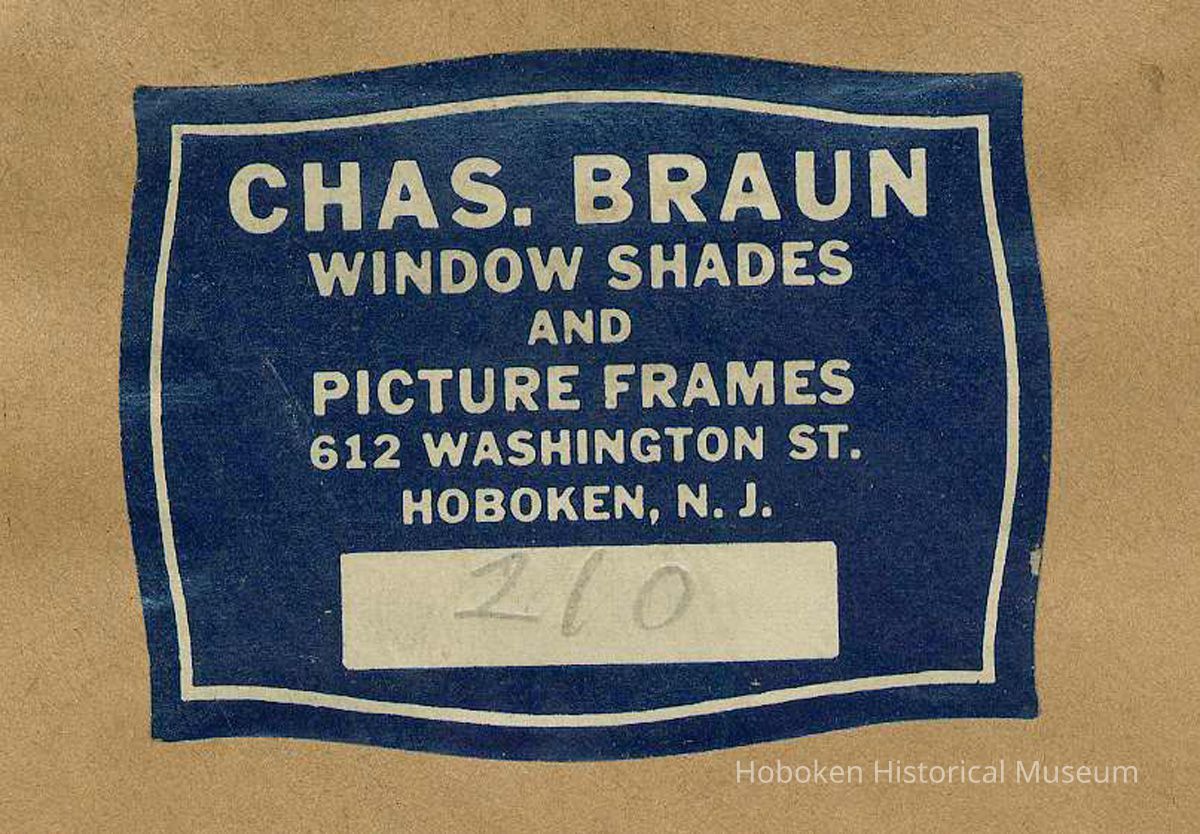 CHAS. BRAUN
WINDOW SHADES
AND
PICTURE FRAMES
612 WASHINGTON ST.
HOBOKEN, N. J.
210
Hoboken Historical Museum